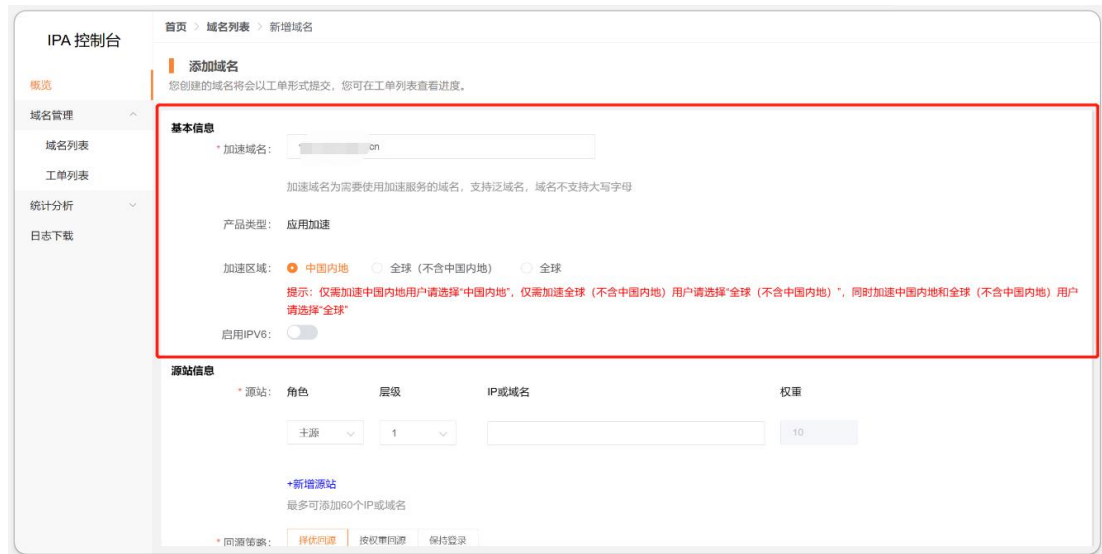 IPA 控制台
首页 > 域名列表 > 新增域名
添加域名
您创建的域名将会以工单形式提交，您可在工单列表查看进度。
概览
域名管理
域名列表
工单列表
统计分析
日志下载
基本信息
* 加速域名： cn
加速域名为需要使用加速服务的域名，支持泛域名，域名不支持大写字母
产品类型： 应用加速
加速区域： 中国内地 全球（不含中国内地） 全球
提示：仅需加速中国内地用户请选择“中国内地”，仅需加速全球（不含中国内地）用户请选择“全球（不含中国内地）”，同时加速中国内地和全球（不含中国内地）用户
请选择“全球”
启用IPV6：
源站信息
* 源站： 角色 层级 IP或域名 权重
主源 1 10
+新增源站
最多可添加60个IP或域名
* 回源策略： 择优回源 按权重回源 保持登录